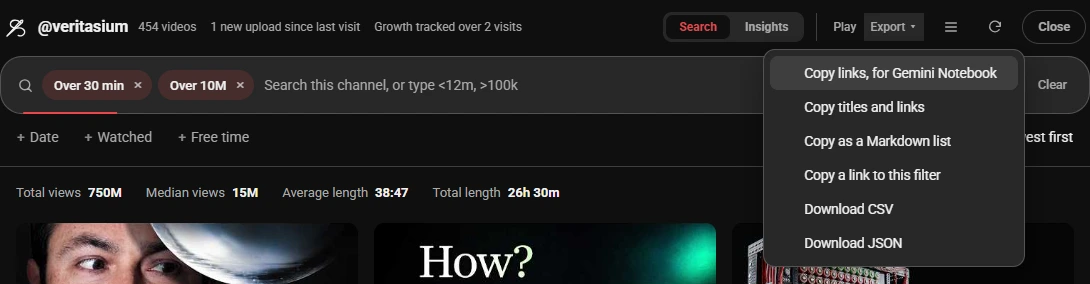 @veritasium 454 videos 1 new upload since last visit Growth tracked over 2 visits Search Insights Play Export Close
Over 30 min × Over 10M × Search this channel, or type <12m, >100k Clear
+ Date + Watched + Free time est first
Total views 750M Median views 15M Average length 38:47 Total length 26h 30m
Copy links, for Gemini Notebook
Copy titles and links
Copy as a Markdown list
Copy a link to this filter
Download CSV
Download JSON
How?